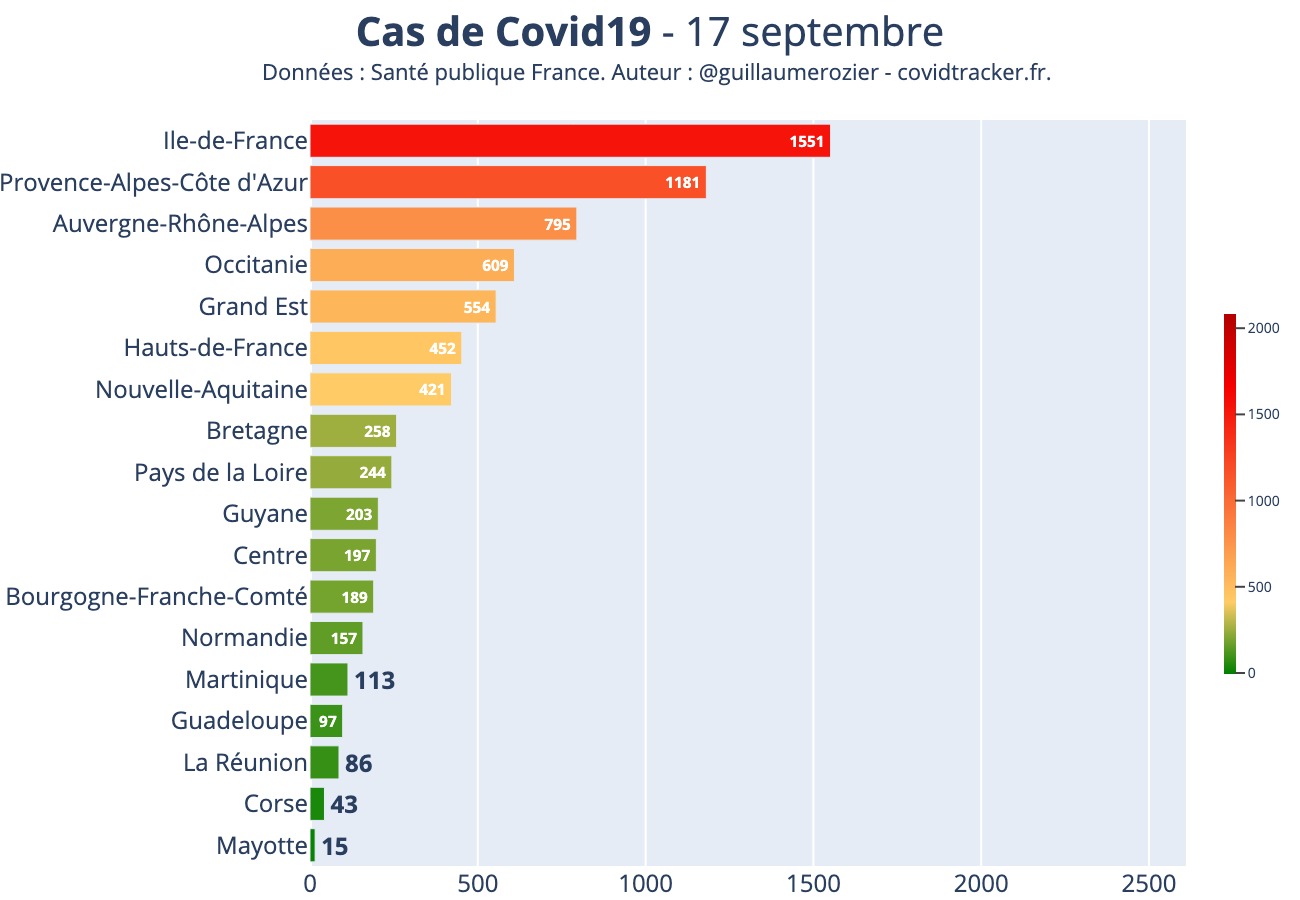 Cas de Covid19 - 17 septembre
Données : Santé publique France. Auteur : @guillaumerozier - covidtracker.fr.
Ile-de-France 1551
Provence-Alpes-Côte d'Azur 1181
Auvergne-Rhône-Alpes 795
Occitanie 609
Grand Est 554
Hauts-de-France 452
Nouvelle-Aquitaine 421
Bretagne 258
Pays de la Loire 244
Guyane 203
Centre 197
Bourgogne-Franche-Comté 189
Normandie 157
Martinique 113
Guadeloupe 97
La Réunion 86
Corse 43
Mayotte 15
0 500 1000 1500 2000 2500
2000
1500
1000
500
0